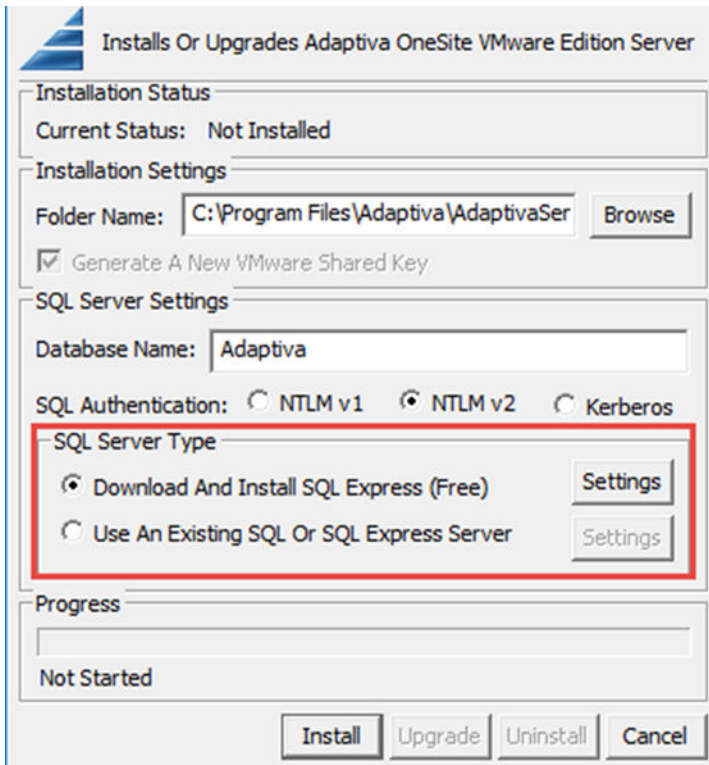 Installs Or Upgrades Adaptiva OneSite VMware Edition Server
Installation Status
Current Status: Not Installed
Installation Settings
Folder Name: C:\Program Files\Adaptiva\AdaptivaSer Browse
Generate A New VMware Shared Key
SQL Server Settings
Database Name: Adaptiva
SQL Authentication: NTLM v1 NTLM v2 Kerberos
SQL Server Type
Download And Install SQL Express (Free) Settings
Use An Existing SQL Or SQL Express Server Settings
Progress
Not Started
Install Upgrade Uninstall Cancel